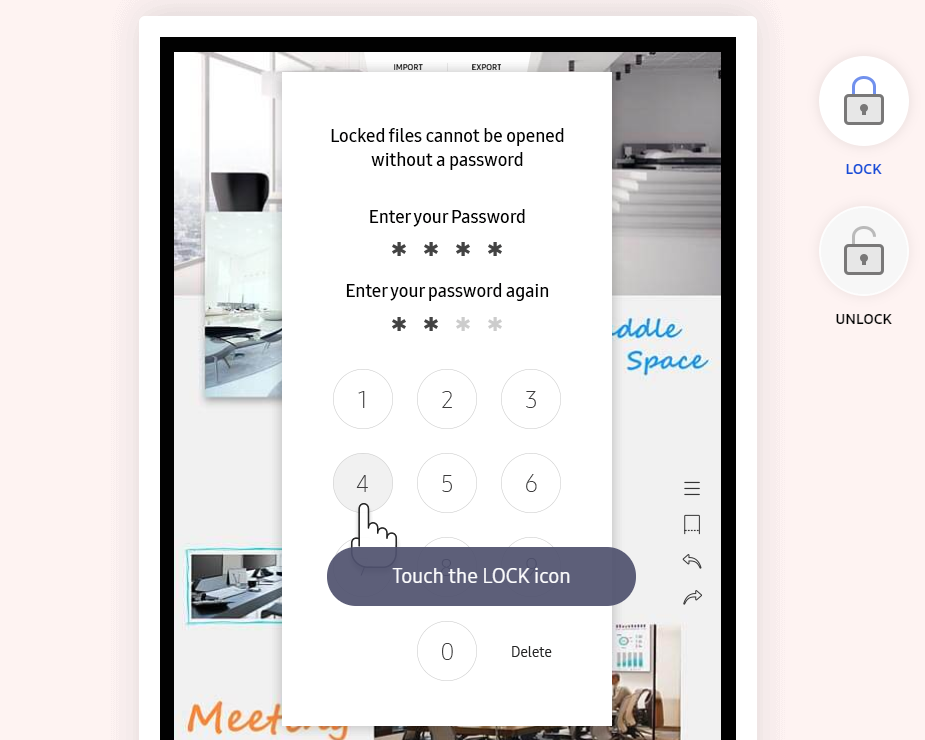 IMPORT EXPORT
Locked files cannot be opened
without a password
Enter your Password
* * * *
Enter your password again
* * * *
1 2 3
4 5 6
Touch the LOCK icon
0 Delete
LOCK
UNLOCK
ddle
Space
Meeting